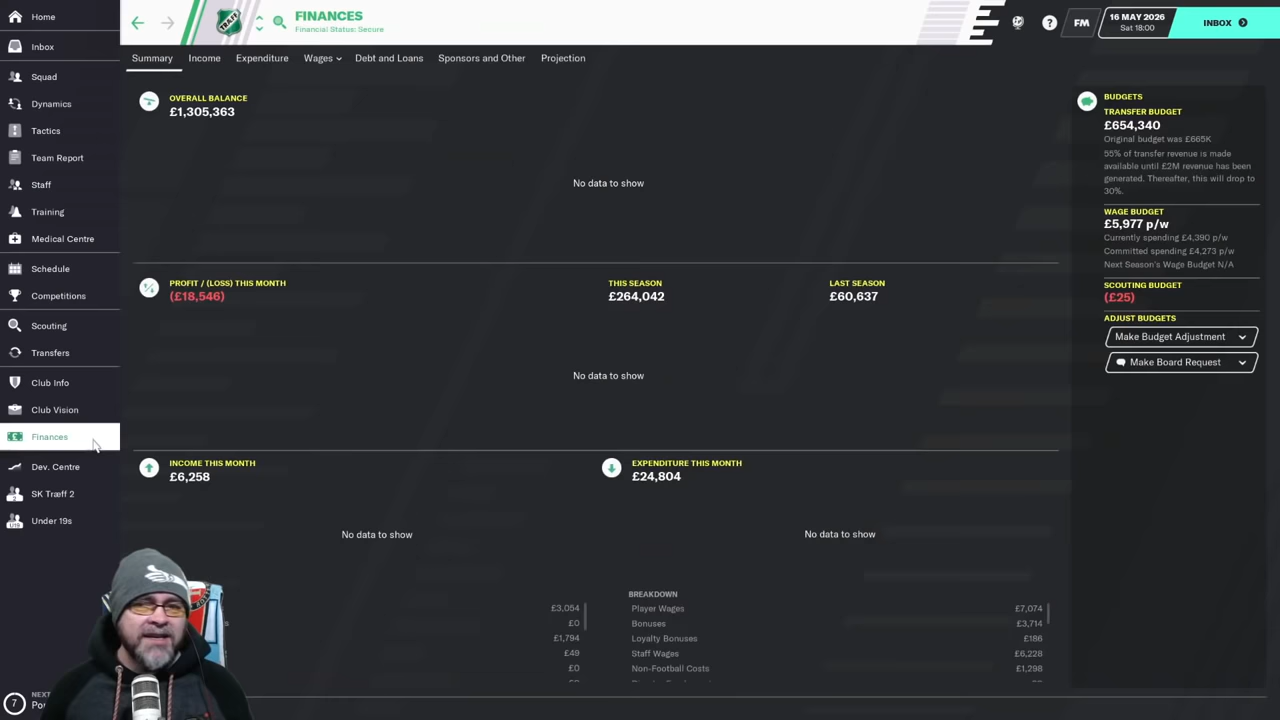 Home
Inbox
Squad
Dynamics
Tactics
Team Report
Staff
Training
Medical Centre
Schedule
Competitions
Scouting
Transfers
Club Info
Club Vision
Finances
Dev. Centre
SK Træff 2
Under 19s
7
NEXT
Po
TRÆFF
FINANCES
Financial Status: Secure
?
FM
16 MAY 2026
Sat 18:00
INBOX
Summary
Income
Expenditure
Wages
Debt and Loans
Sponsors and Other
Projection
OVERALL BALANCE
£1,305,363
No data to show
PROFIT / (LOSS) THIS MONTH
(£18,546)
THIS SEASON
£264,042
LAST SEASON
£60,637
No data to show
INCOME THIS MONTH
£6,258
No data to show
£3,054
£0
£1,794
£49
£0
EXPENDITURE THIS MONTH
£24,804
No data to show
BREAKDOWN
Player Wages £7,074
Bonuses £3,714
Loyalty Bonuses £186
Staff Wages £6,228
Non-Football Costs £1,298
BUDGETS
TRANSFER BUDGET
£654,340
Original budget was £665K
55% of transfer revenue is made
available until £2M revenue has been
generated. Thereafter, this will drop to
30%.
WAGE BUDGET
£5,977 p/w
Currently spending £4,390 p/w
Committed spending £4,273 p/w
Next Season's Wage Budget N/A
SCOUTING BUDGET
(£25)
ADJUST BUDGETS
Make Budget Adjustment
Make Board Request